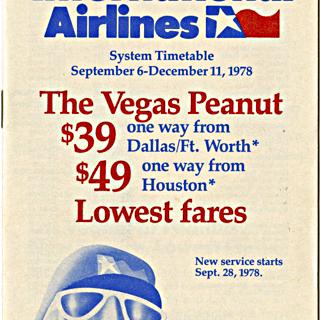 International
Airlines
System Timetable
September 6-December 11, 1978
The Vegas Peanut
$39 one way from
Dallas/Ft. Worth*
$49 one way from
Houston*
Lowest fares
New service starts
Sept. 28, 1978.